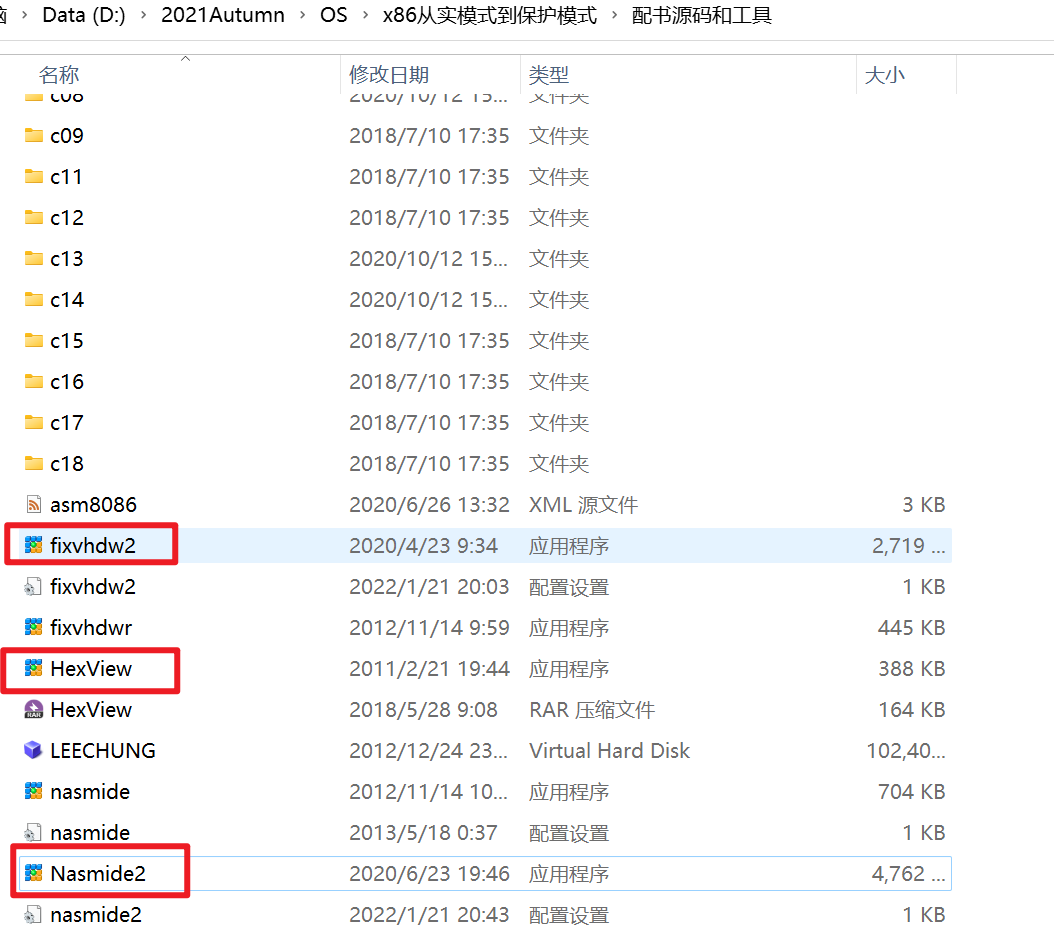 Data (D:) › 2021Autumn › OS › x86从实模式到保护模式 › 配书源码和工具
名称 修改日期 类型 大小
c08 2020/10/12 15... 文件夹
c09 2018/7/10 17:35 文件夹
c11 2018/7/10 17:35 文件夹
c12 2018/7/10 17:35 文件夹
c13 2020/10/12 15... 文件夹
c14 2020/10/12 15... 文件夹
c15 2018/7/10 17:35 文件夹
c16 2018/7/10 17:35 文件夹
c17 2018/7/10 17:35 文件夹
c18 2018/7/10 17:35 文件夹
asm8086 2020/6/26 13:32 XML 源文件 3 KB
fixvhdw2 2020/4/23 9:34 应用程序 2,719 ...
fixvhdw2 2022/1/21 20:03 配置设置 1 KB
fixvhdwr 2012/11/14 9:59 应用程序 445 KB
HexView 2011/2/21 19:44 应用程序 388 KB
HexView 2018/5/28 9:08 RAR 压缩文件 164 KB
LEECHUNG 2012/12/24 23... Virtual Hard Disk 102,40...
nasmide 2012/11/14 10... 应用程序 704 KB
nasmide 2013/5/18 0:37 配置设置 1 KB
Nasmide2 2020/6/23 19:46 应用程序 4,762 ...
nasmide2 2022/1/21 20:43 配置设置 1 KB